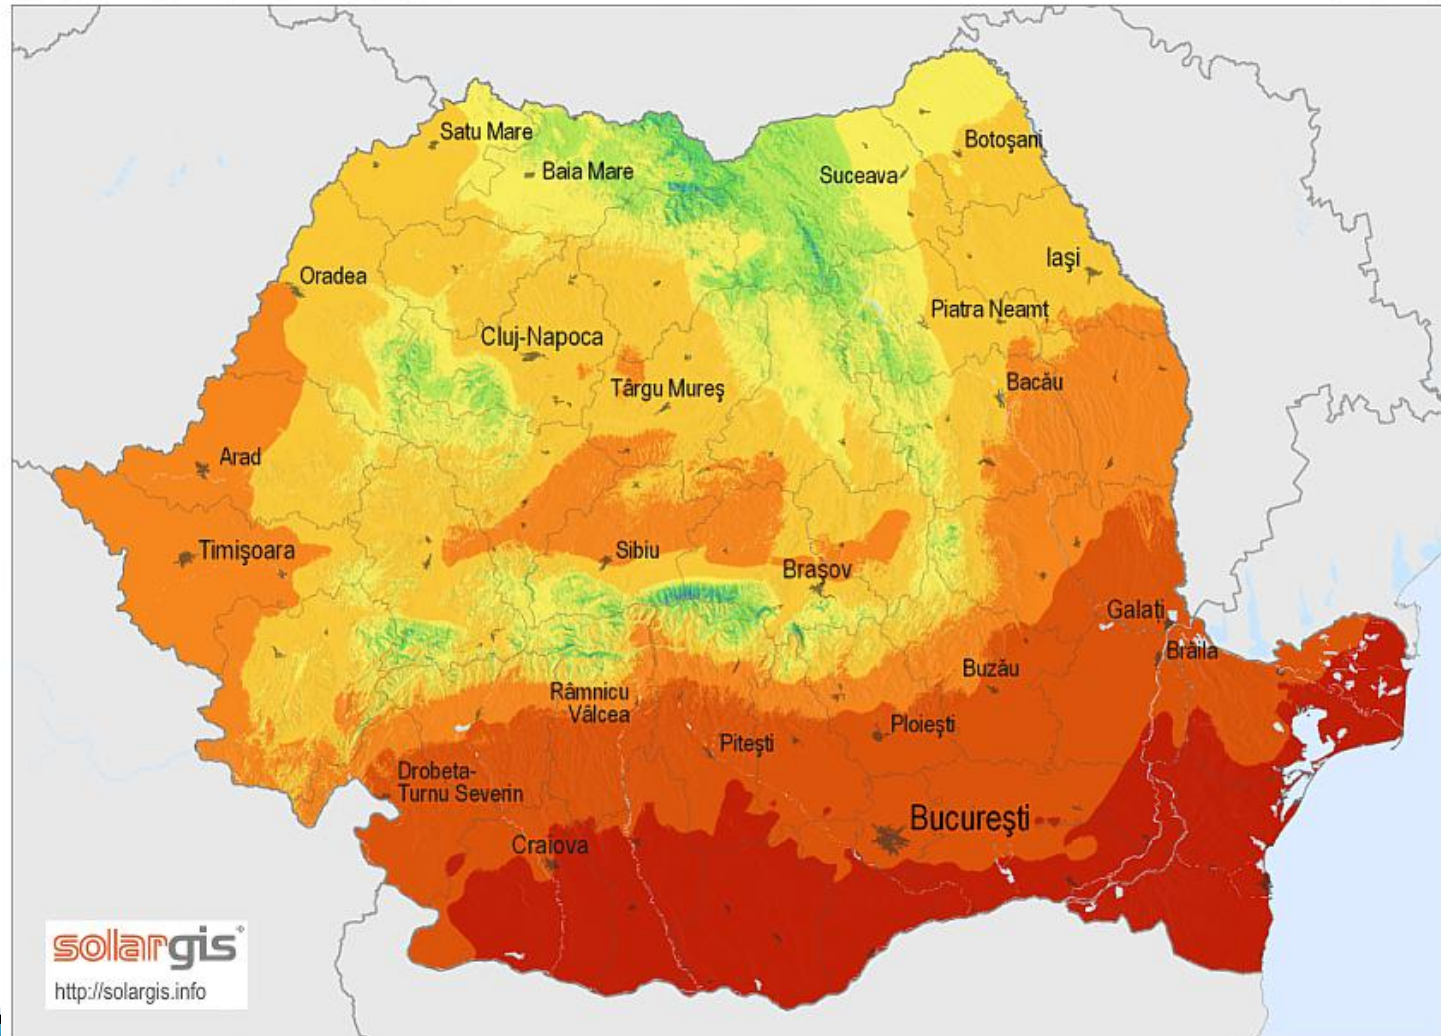 Satu Mare
Botoşani
Baia Mare
Suceava
Iaşi
Oradea
Piatra Neamţ
Cluj-Napoca
Bacău
Târgu Mureş
Arad
Timişoara
Sibiu
Braşov
Galaţi
Brăila
Buzău
Râmnicu
Vâlcea
Ploieşti
Piteşti
Drobeta-
Turnu Severin
Bucureşti
Craiova
solargis
http://solargis.info